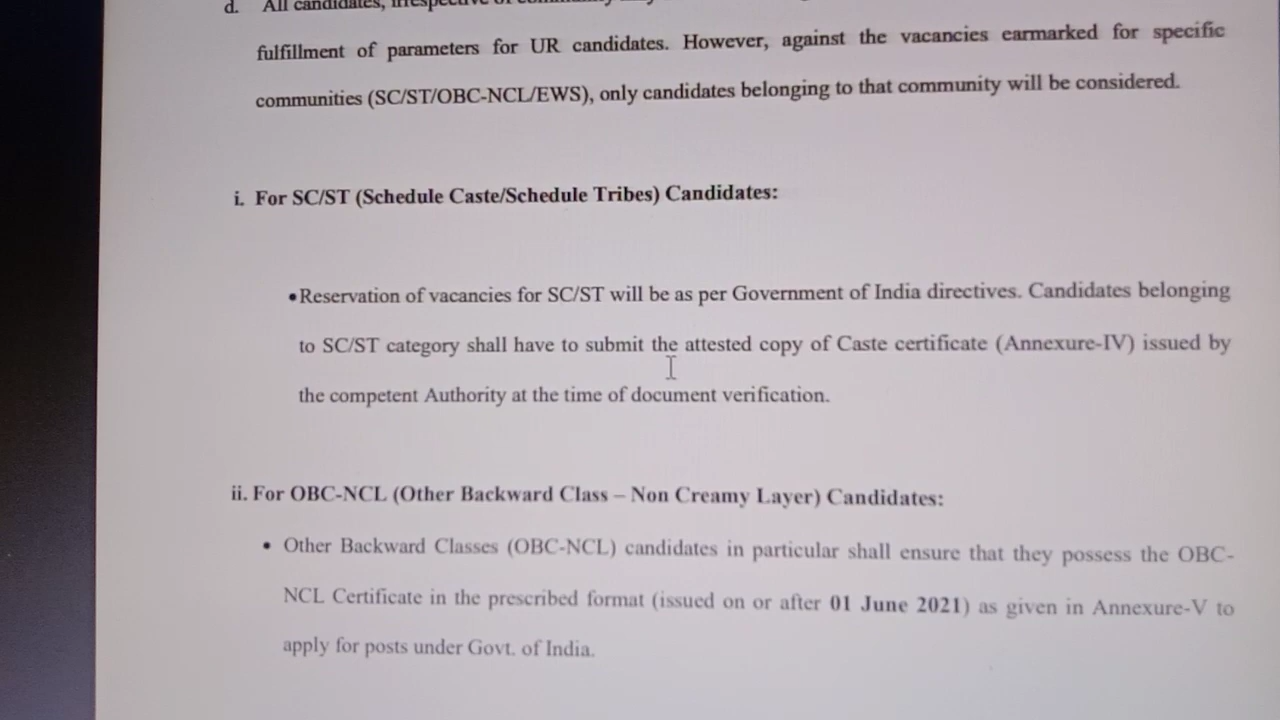 d. All candidates, irrespective of community may
fulfillment of parameters for UR candidates. However, against the vacancies earmarked for specific
communities (SC/ST/OBC-NCL/EWS), only candidates belonging to that community will be considered.
i. For SC/ST (Schedule Caste/Schedule Tribes) Candidates:
•Reservation of vacancies for SC/ST will be as per Government of India directives. Candidates belonging
to SC/ST category shall have to submit the attested copy of Caste certificate (Annexure-IV) issued by
the competent Authority at the time of document verification.
ii. For OBC-NCL (Other Backward Class – Non Creamy Layer) Candidates:
• Other Backward Classes (OBC-NCL) candidates in particular shall ensure that they possess the OBC-
NCL Certificate in the prescribed format (issued on or after 01 June 2021) as given in Annexure-V to
apply for posts under Govt. of India.